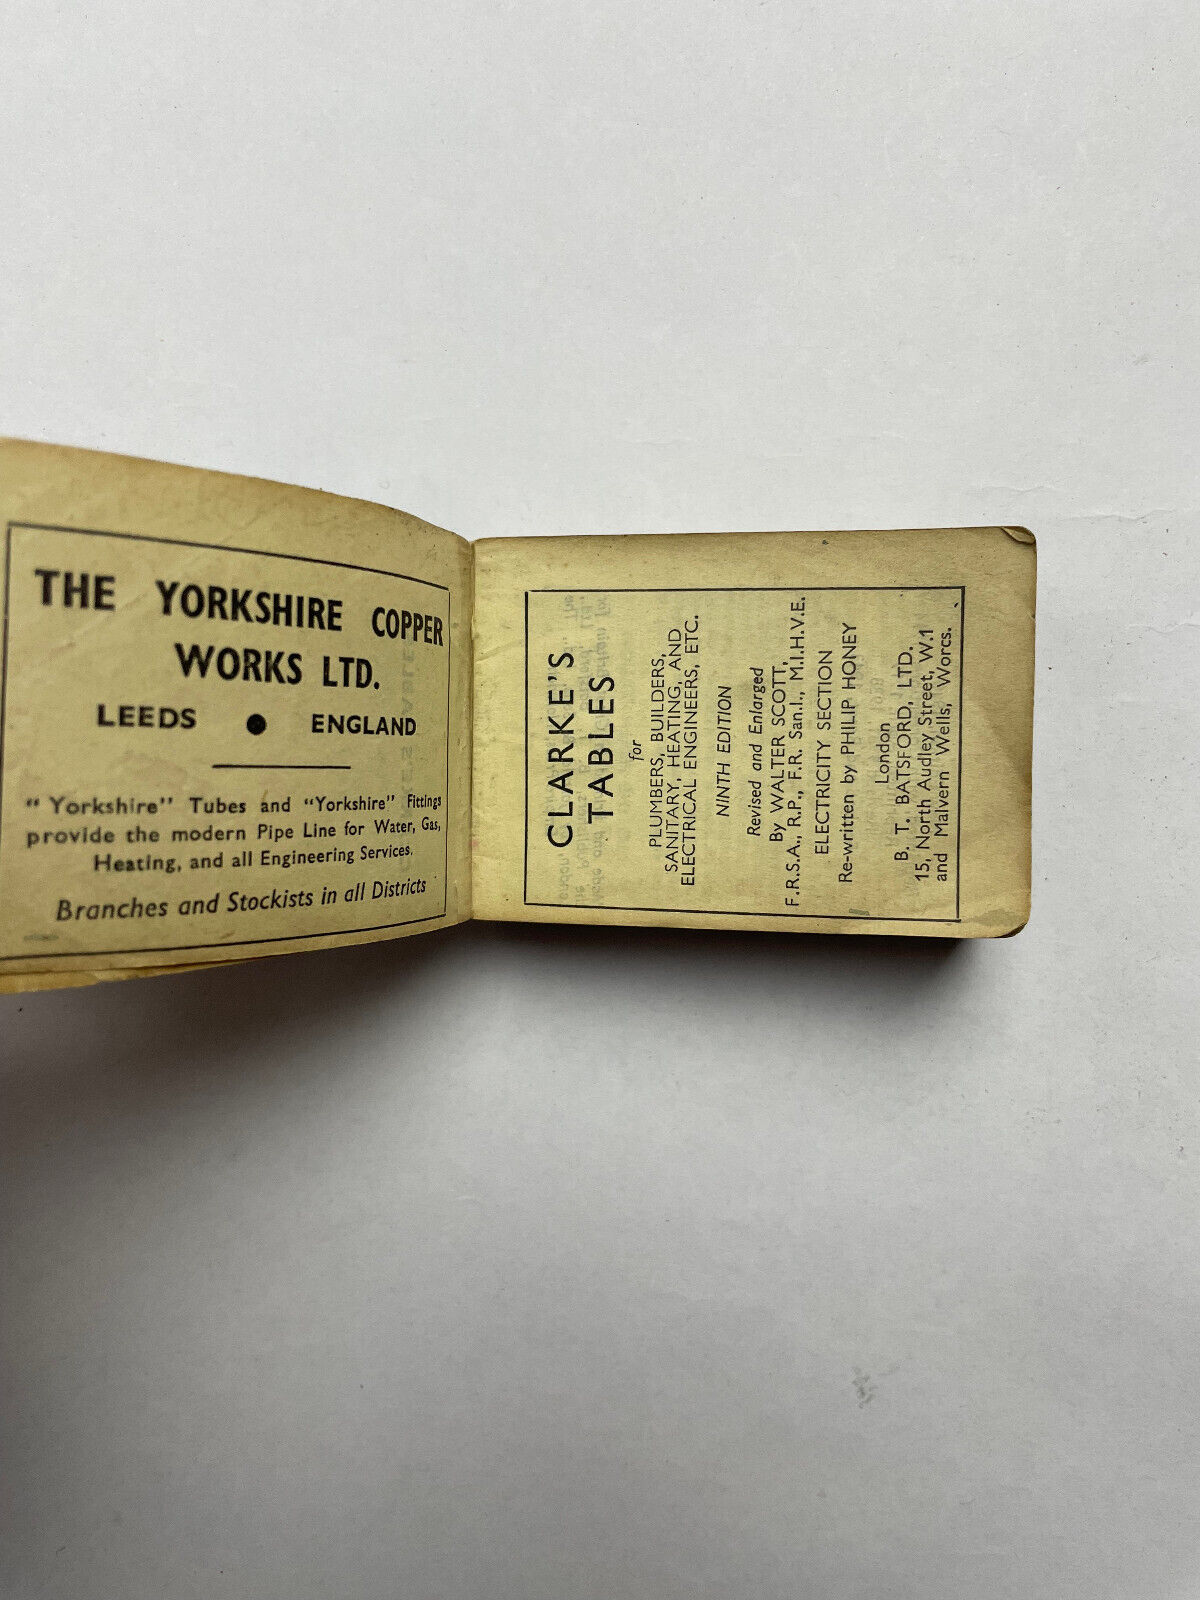 THE YORKSHIRE COPPER
WORKS LTD.
LEEDS ● ENGLAND
"Yorkshire" Tubes and "Yorkshire" Fittings
provide the modern Pipe Line for Water, Gas,
Heating, and all Engineering Services.
Branches and Stockists in all Districts
CLARKE'S
TABLES
for
PLUMBERS, BUILDERS,
SANITARY, HEATING, AND
ELECTRICAL ENGINEERS, ETC.
NINTH EDITION
Revised and Enlarged
By WALTER SCOTT,
F.R.S.A., R.P., F.R. San.I., M.I.H.V.E.
ELECTRICITY SECTION
Re-written by PHILIP HONEY
London
B. T. BATSFORD, LTD.
15, North Audley Street, W.1
and Malvern Wells, Worcs.